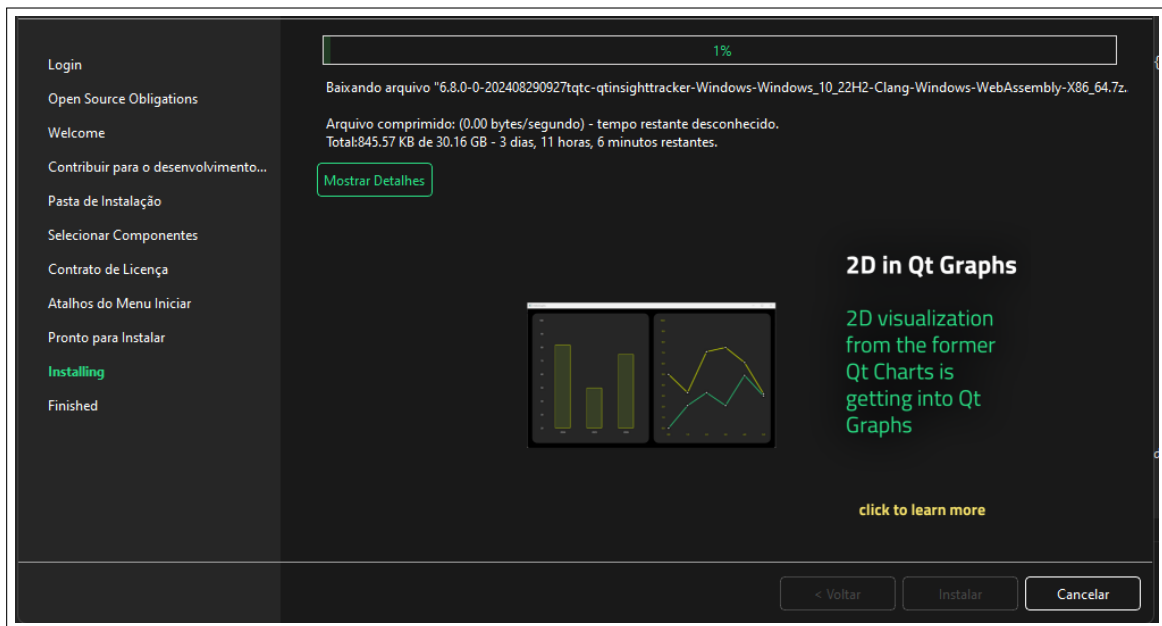 Login
Open Source Obligations
Welcome
Contribuir para o desenvolvimento...
Pasta de Instalação
Selecionar Componentes
Contrato de Licença
Atalhos do Menu Iniciar
Pronto para Instalar
Installing
Finished
1%
Baixando arquivo "6.8.0-0-202408290927tqtc-qtinsighttracker-Windows-Windows_10_22H2-Clang-Windows-WebAssembly-X86_64.7z..
Arquivo comprimido: (0.00 bytes/segundo) - tempo restante desconhecido.
Total:845.57 KB de 30.16 GB - 3 dias, 11 horas, 6 minutos restantes.
Mostrar Detalhes
2D in Qt Graphs
2D visualization
from the former
Qt Charts is
getting into Qt
Graphs
click to learn more
< Voltar
Instalar
Cancelar